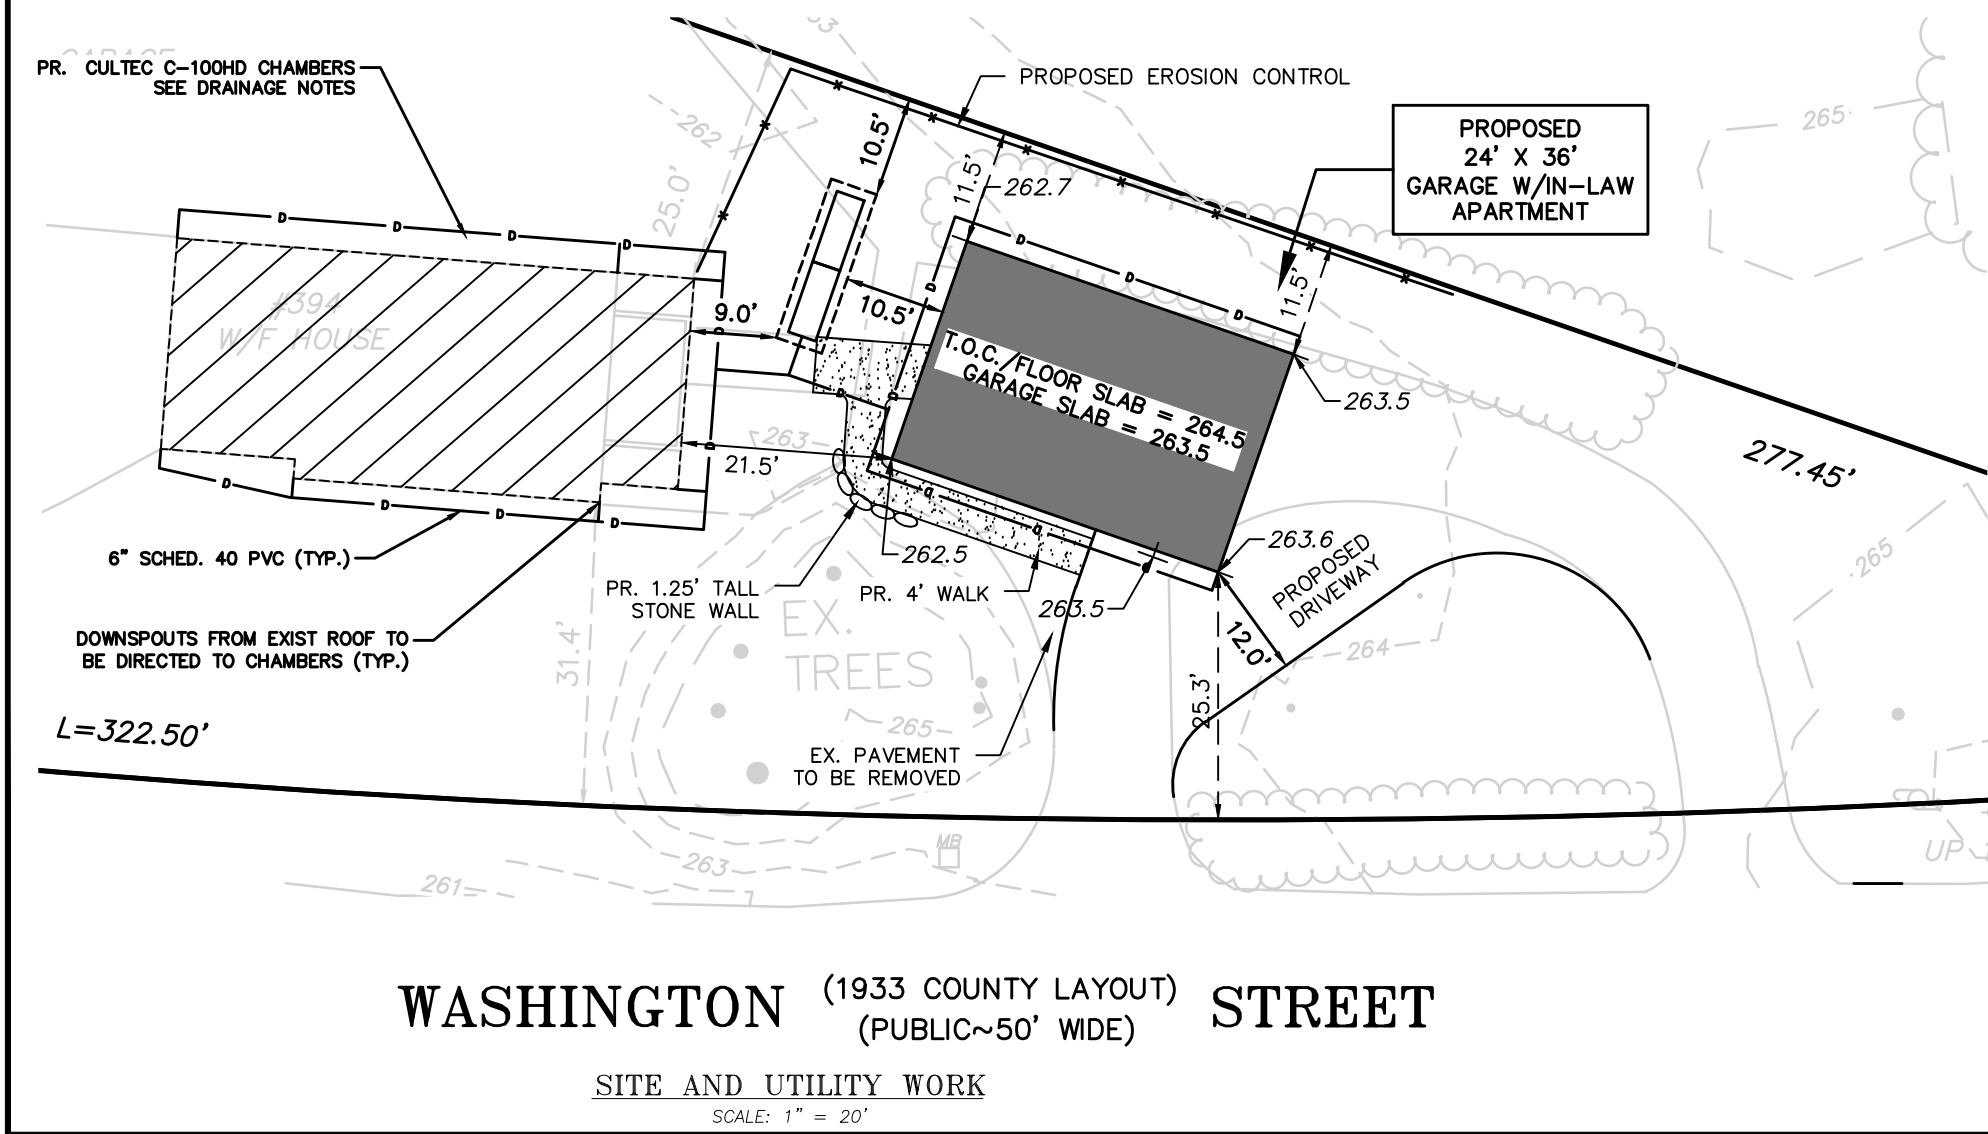 GARAGE
PR. CULTEC C-100HD CHAMBERS
SEE DRAINAGE NOTES
PROPOSED EROSION CONTROL
PROPOSED
24' X 36'
GARAGE W/IN-LAW
APARTMENT
262
25.0'
10.5'
11.5'
262.7
265
D D D D
#394
W/F HOUSE
9.0'
10.5'
11.5'
T.O.C./FLOOR SLAB = 264.5
GARAGE SLAB = 263.5
263.5
277.45'
263
21.5'
6" SCHED. 40 PVC (TYP.)
262.5
263.6
PROPOSED
DRIVEWAY
265
PR. 1.25' TALL
STONE WALL
PR. 4' WALK
263.5
EX.
TREES
12.0'
264
31.4'
DOWNSPOUTS FROM EXIST ROOF TO
BE DIRECTED TO CHAMBERS (TYP.)
25.3'
L=322.50'
265
EX. PAVEMENT
TO BE REMOVED
MB
UP
263
261
WASHINGTON (1933 COUNTY LAYOUT) STREET
(PUBLIC~50' WIDE)
SITE AND UTILITY WORK
SCALE: 1" = 20'